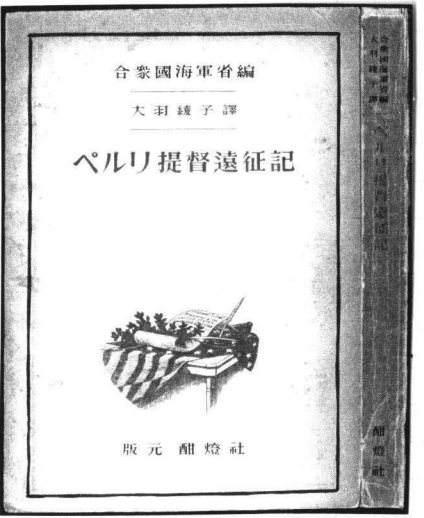 合衆國海軍省編
大羽綾子譯
ペルリ提督遠征記
版元 酣燈社
合衆國海軍省編
大羽綾子譯
ペルリ提督遠征記
酣燈社